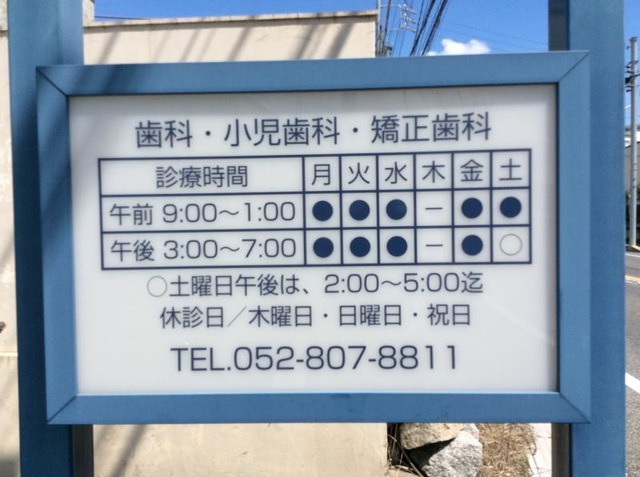 歯科・小児歯科・矯正歯科
診療時間 月 火 水 木 金 土
午前 9:00〜1:00 ● ● ● － ● ●
午後 3:00〜7:00 ● ● ● － ● ○
○土曜日午後は、2:00〜5:00迄
休診日／木曜日・日曜日・祝日
TEL.052-807-8811